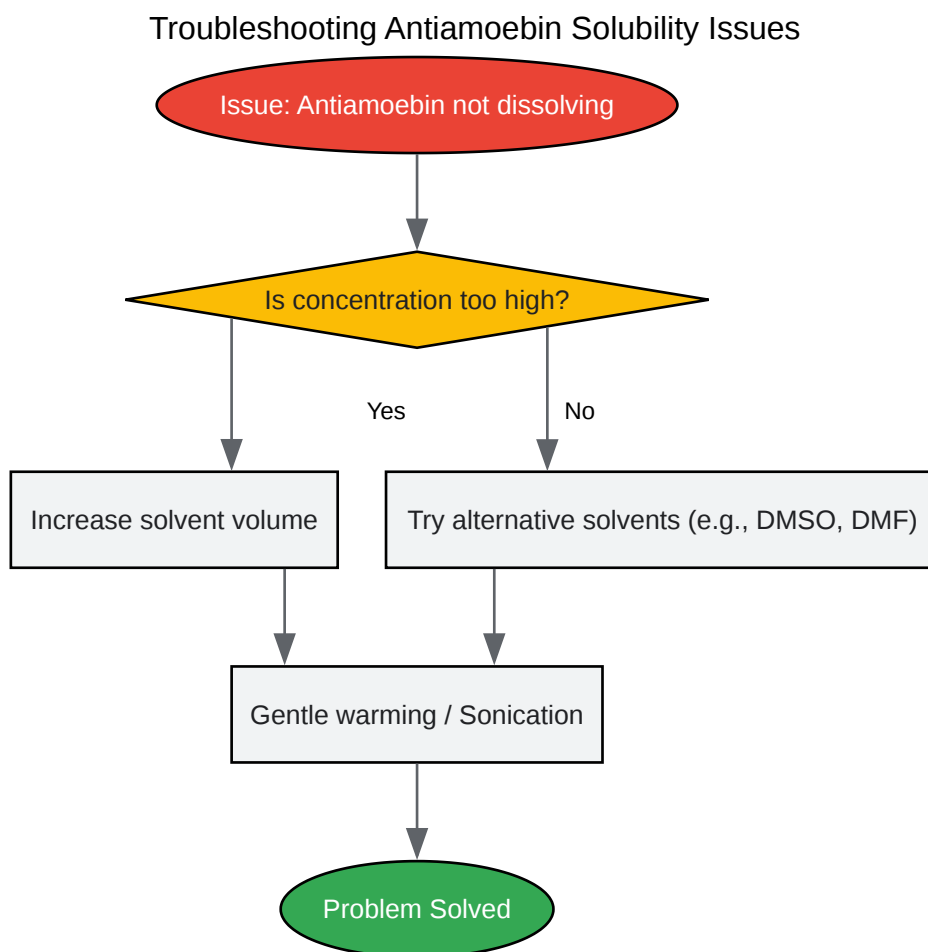 Troubleshooting Antiamoebin Solubility Issues
Issue: Antiamoebin not dissolving
Is concentration too high?
Yes
No
Increase solvent volume
Try alternative solvents (e.g., DMSO, DMF)
Gentle warming / Sonication
Problem Solved